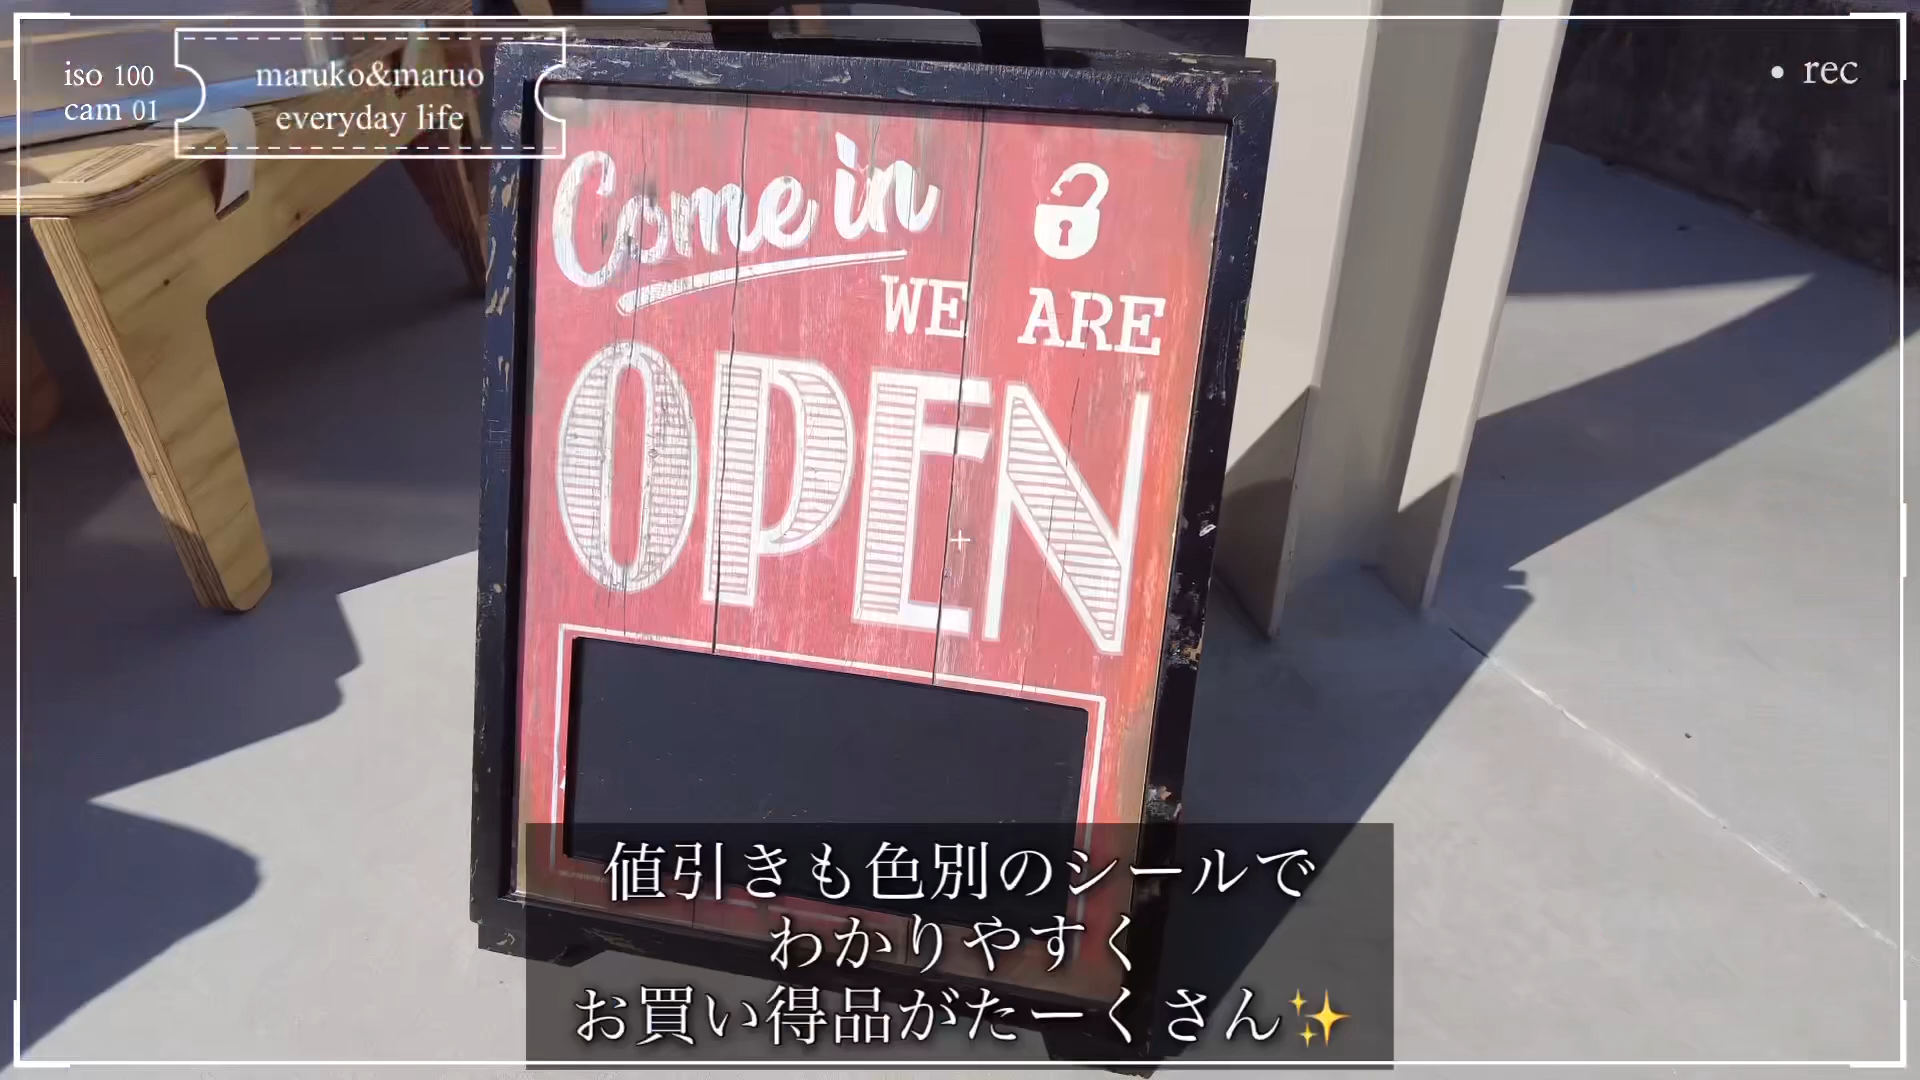 iso 100
cam 01
maruko&maruo
everyday life
rec
Come in
WE ARE
OPEN
値引きも色別のシールで
わかりやすく
お買い得品がたーくさん✨